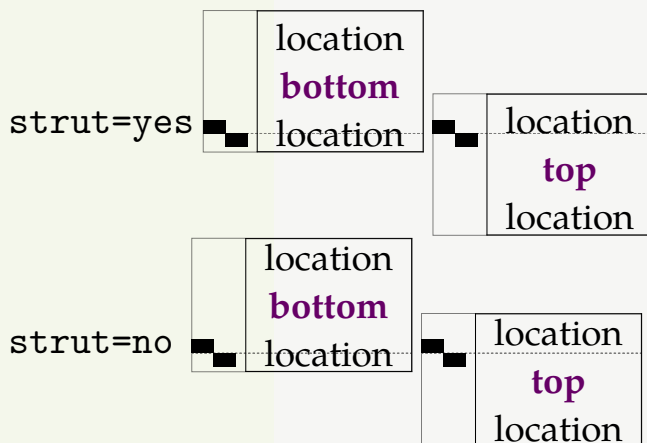 location
bottom
strut=yes location location
top
location
location
bottom
strut=no location location
top
location